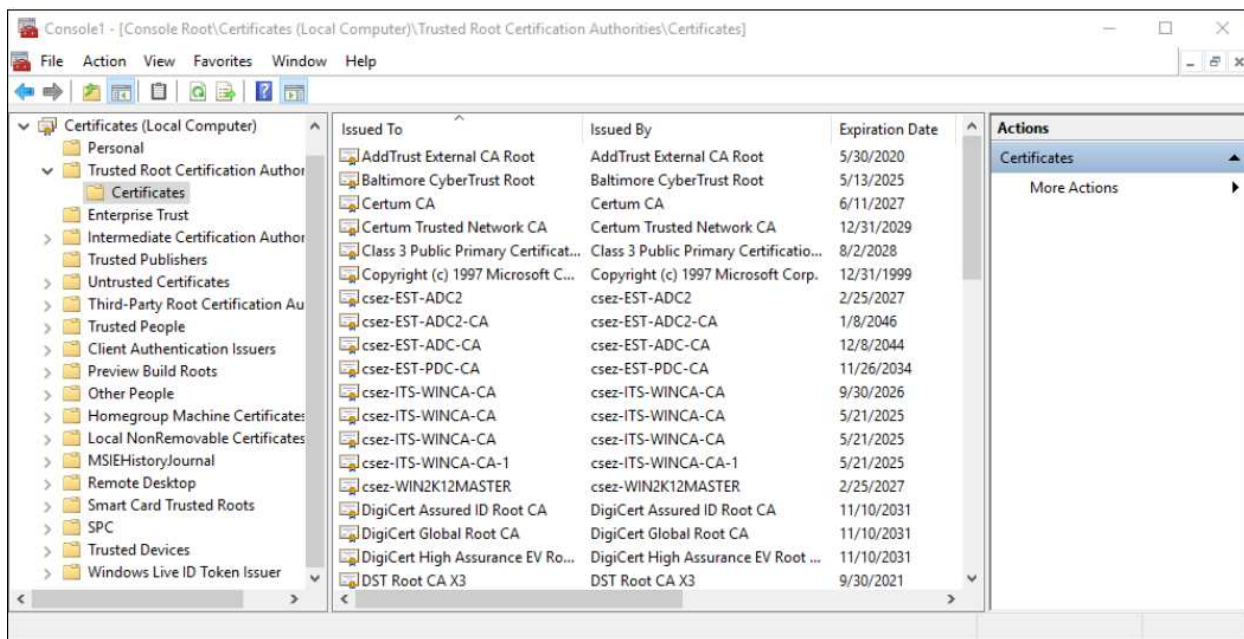 Console1 - [Console Root\Certificates (Local Computer)\Trusted Root Certification Authorities\Certificates]
File Action View Favorites Window Help
Certificates (Local Computer)
Personal
Trusted Root Certification Author
Certificates
Enterprise Trust
Intermediate Certification Author
Trusted Publishers
Untrusted Certificates
Third-Party Root Certification Au
Trusted People
Client Authentication Issuers
Preview Build Roots
Other People
Homegroup Machine Certificates
Local NonRemovable Certificates
MSIEHistoryJournal
Remote Desktop
Smart Card Trusted Roots
SPC
Trusted Devices
Windows Live ID Token Issuer
Issued To Issued By Expiration Date
AddTrust External CA Root AddTrust External CA Root 5/30/2020
Baltimore CyberTrust Root Baltimore CyberTrust Root 5/13/2025
Certum CA Certum CA 6/11/2027
Certum Trusted Network CA Certum Trusted Network CA 12/31/2029
Class 3 Public Primary Certificat... Class 3 Public Primary Certificatio... 8/2/2028
Copyright (c) 1997 Microsoft C... Copyright (c) 1997 Microsoft Corp. 12/31/1999
csez-EST-ADC2 csez-EST-ADC2 2/25/2027
csez-EST-ADC2-CA csez-EST-ADC2-CA 1/8/2046
csez-EST-ADC-CA csez-EST-ADC-CA 12/8/2044
csez-EST-PDC-CA csez-EST-PDC-CA 11/26/2034
csez-ITS-WINCA-CA csez-ITS-WINCA-CA 9/30/2026
csez-ITS-WINCA-CA csez-ITS-WINCA-CA 5/21/2025
csez-ITS-WINCA-CA csez-ITS-WINCA-CA 5/21/2025
csez-ITS-WINCA-CA-1 csez-ITS-WINCA-CA-1 5/21/2025
csez-WIN2K12MASTER csez-WIN2K12MASTER 2/25/2027
DigiCert Assured ID Root CA DigiCert Assured ID Root CA 11/10/2031
DigiCert Global Root CA DigiCert Global Root CA 11/10/2031
DigiCert High Assurance EV Ro... DigiCert High Assurance EV Root ... 11/10/2031
DST Root CA X3 DST Root CA X3 9/30/2021
Actions
Certificates
More Actions